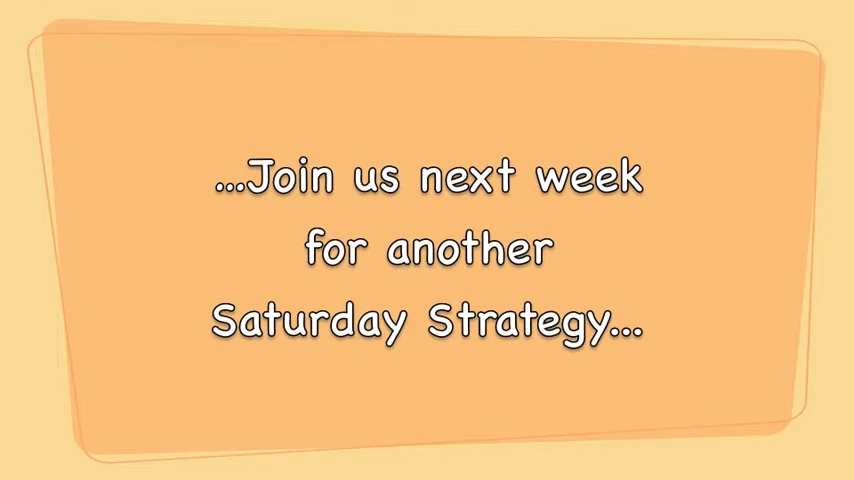 ...Join us next week
for another
Saturday Strategy...